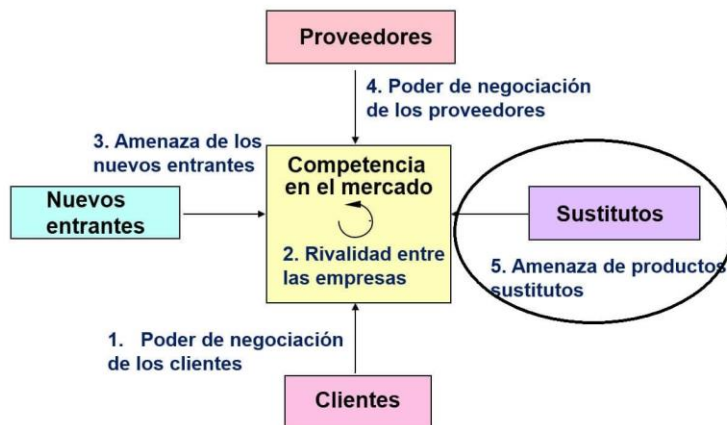 Proveedores
4. Poder de negociación
de los proveedores
3. Amenaza de los
nuevos entrantes
Competencia
en el mercado
Nuevos
entrantes
Sustitutos
2. Rivalidad entre
las empresas
5. Amenaza de productos
sustitutos
1. Poder de negociación
de los clientes
Clientes